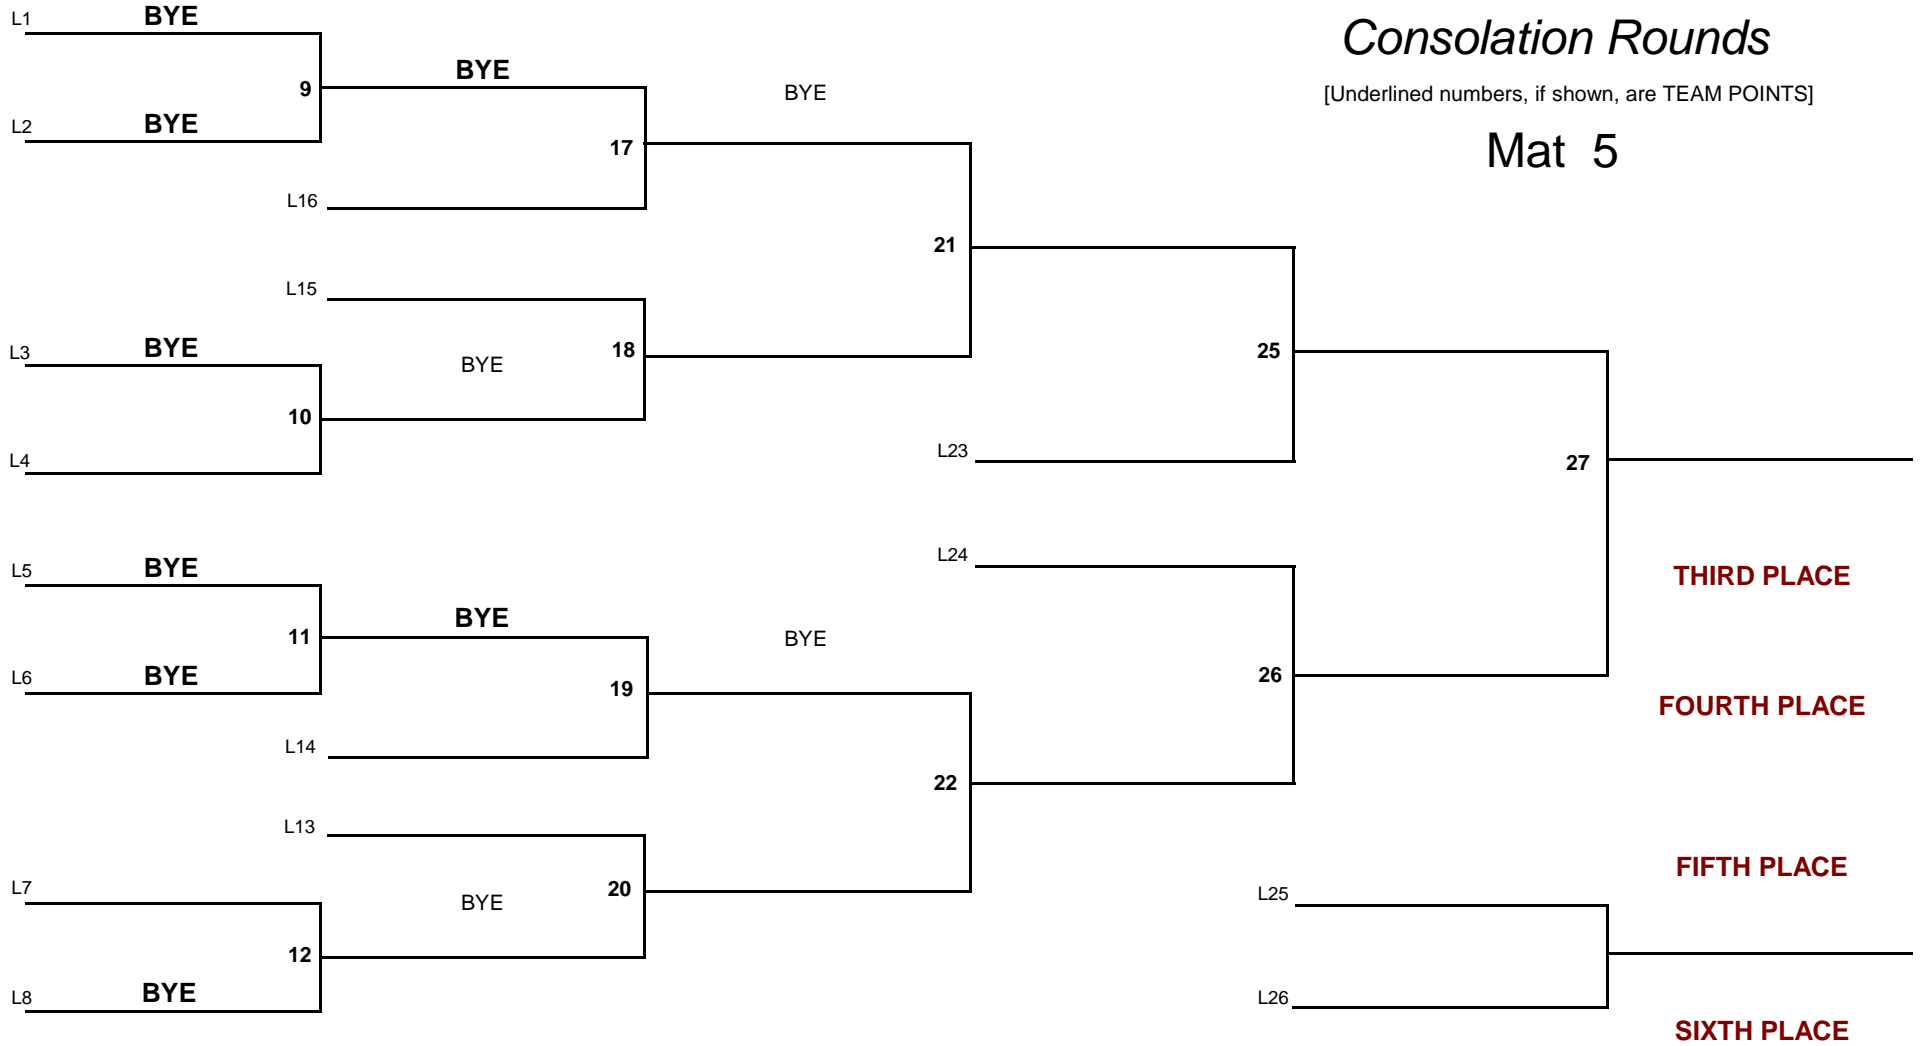 Consolation Rounds
[Underlined numbers, if shown, are TEAM POINTS]
Mat 5
L1 BYE
9
BYE
L2 BYE
BYE
17
L16
21
L15
L3 BYE
18
BYE
10
L4
25
L23
27
L5 BYE
L24
THIRD PLACE
11
BYE
BYE
L6 BYE
19
26
FOURTH PLACE
L14
22
L13
FIFTH PLACE
L7
BYE
20
L25
12
L8 BYE
L26
SIXTH PLACE